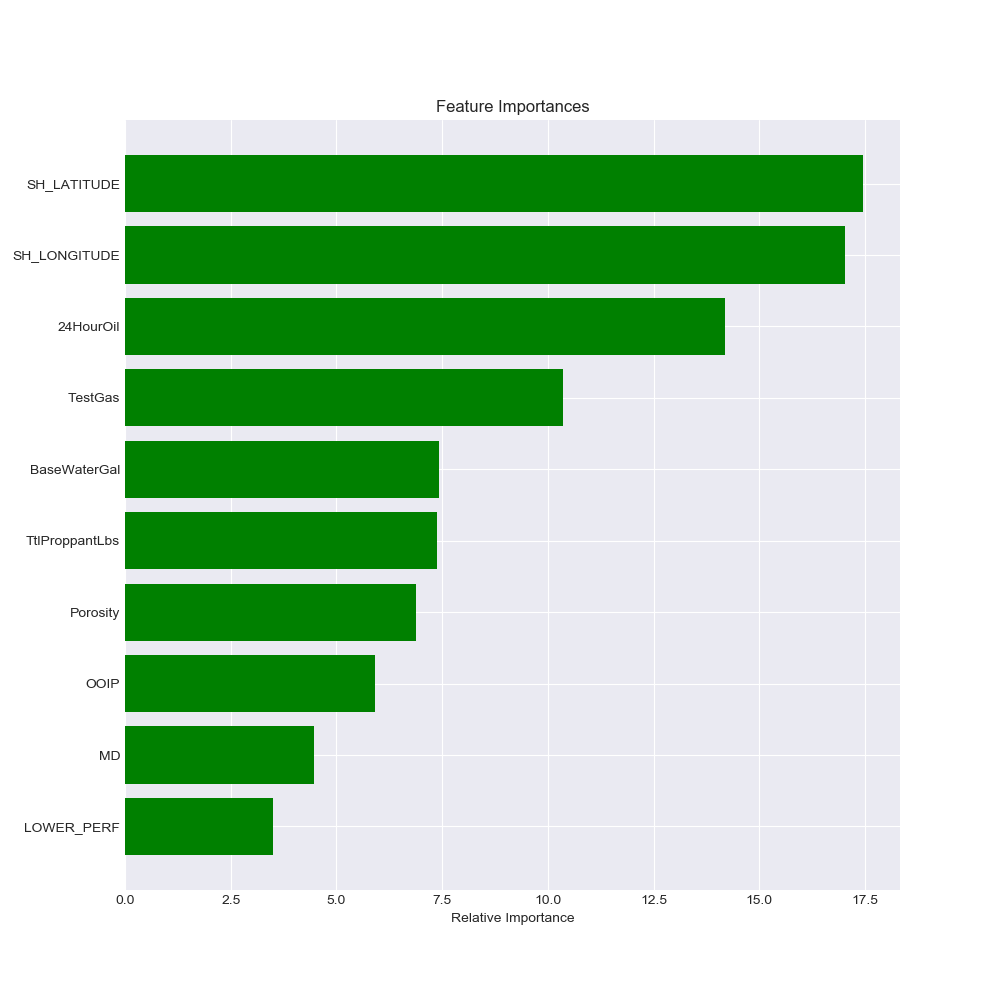 Feature Importances
SH_LATITUDE
SH_LONGITUDE
24HourOil
TestGas
BaseWaterGal
TtlProppantLbs
Porosity
OOIP
MD
LOWER_PERF
0.0 2.5 5.0 7.5 10.0 12.5 15.0 17.5
Relative Importance